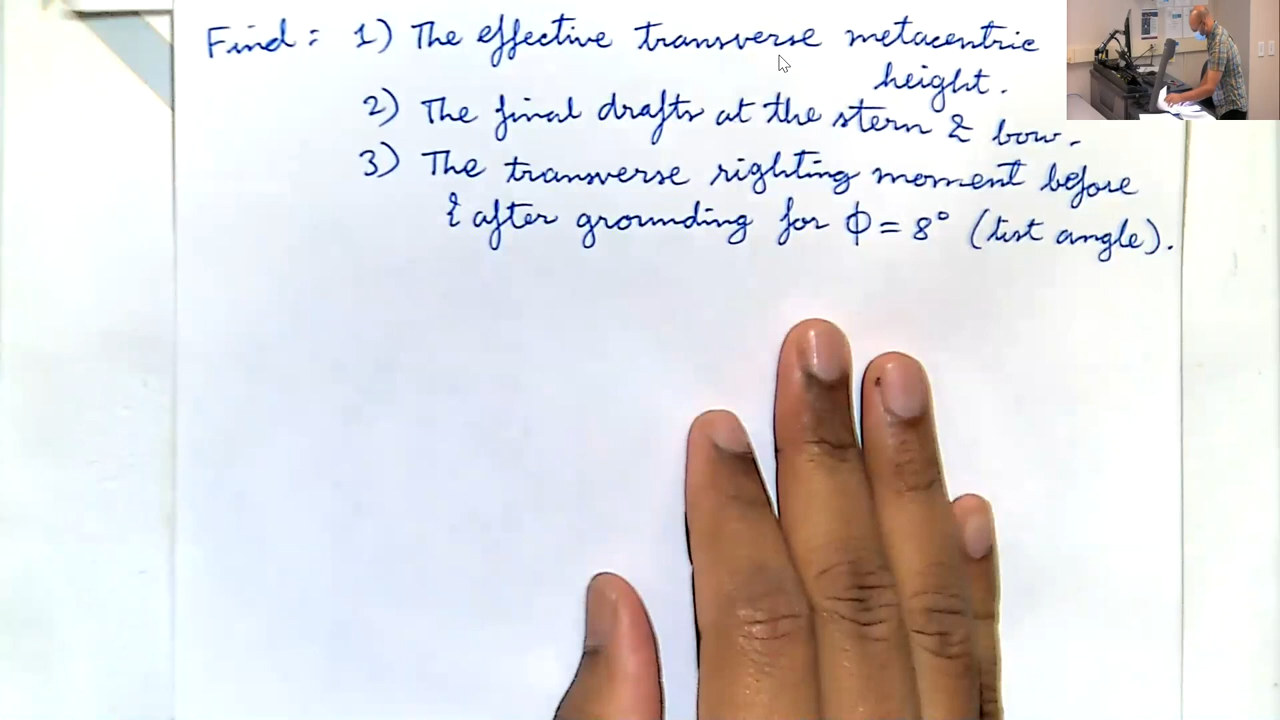 Find : 1) The effective transverse metacentric
height.
2) The final drafts at the stern & bow.
3) The transverse righting moment before
& after grounding for ϕ = 8° (list angle).